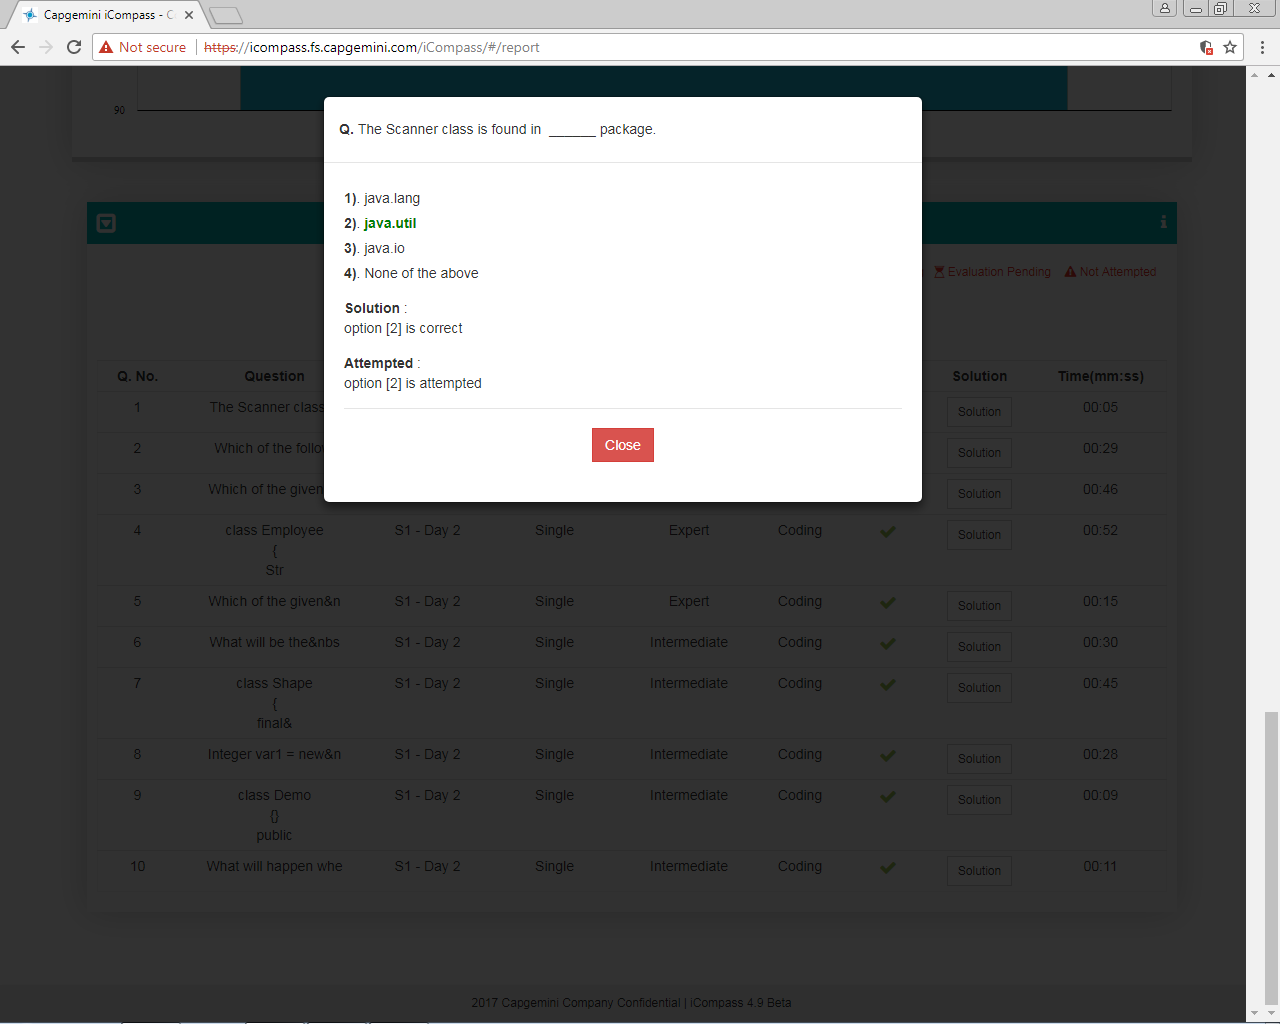 Capgemini iCompass - C
Not secure | https://icompass.fs.capgemini.com/iCompass/#/report
90
Q. The Scanner class is found in ______ package.
1). java.lang
2). java.util
3). java.io
4). None of the above
Solution :
option [2] is correct
Attempted :
option [2] is attempted
Close
Evaluation Pending Not Attempted
Q. No. Question Solution Time(mm:ss)
1 The Scanner class Solution 00:05
2 Which of the follo Solution 00:29
3 Which of the given Solution 00:46
4 class Employee S1 - Day 2 Single Expert Coding Solution 00:52
{
Str
5 Which of the given&n S1 - Day 2 Single Expert Coding Solution 00:15
6 What will be the&nbs S1 - Day 2 Single Intermediate Coding Solution 00:30
7 class Shape S1 - Day 2 Single Intermediate Coding Solution 00:45
{
final&
8 Integer var1 = new&n S1 - Day 2 Single Intermediate Coding Solution 00:28
9 class Demo S1 - Day 2 Single Intermediate Coding Solution 00:09
{}
public
10 What will happen whe S1 - Day 2 Single Intermediate Coding Solution 00:11
2017 Capgemini Company Confidential | iCompass 4.9 Beta